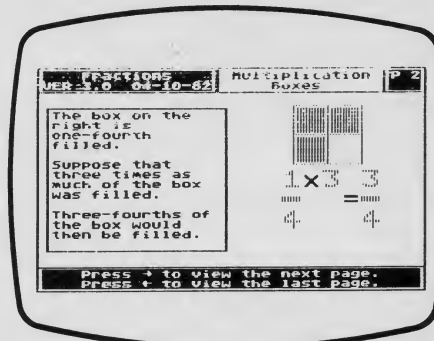 Fractions
VER-3.0 04-10-82
Multiplication
Boxes
P 2
The box on the
right is
one-fourth
filled.
Suppose that
three times as
much of the box
was filled.
Three-fourths of
the box would
then be filled.
1 × 3 = 3
4 4
Press → to view the next page.
Press ← to view the last page.